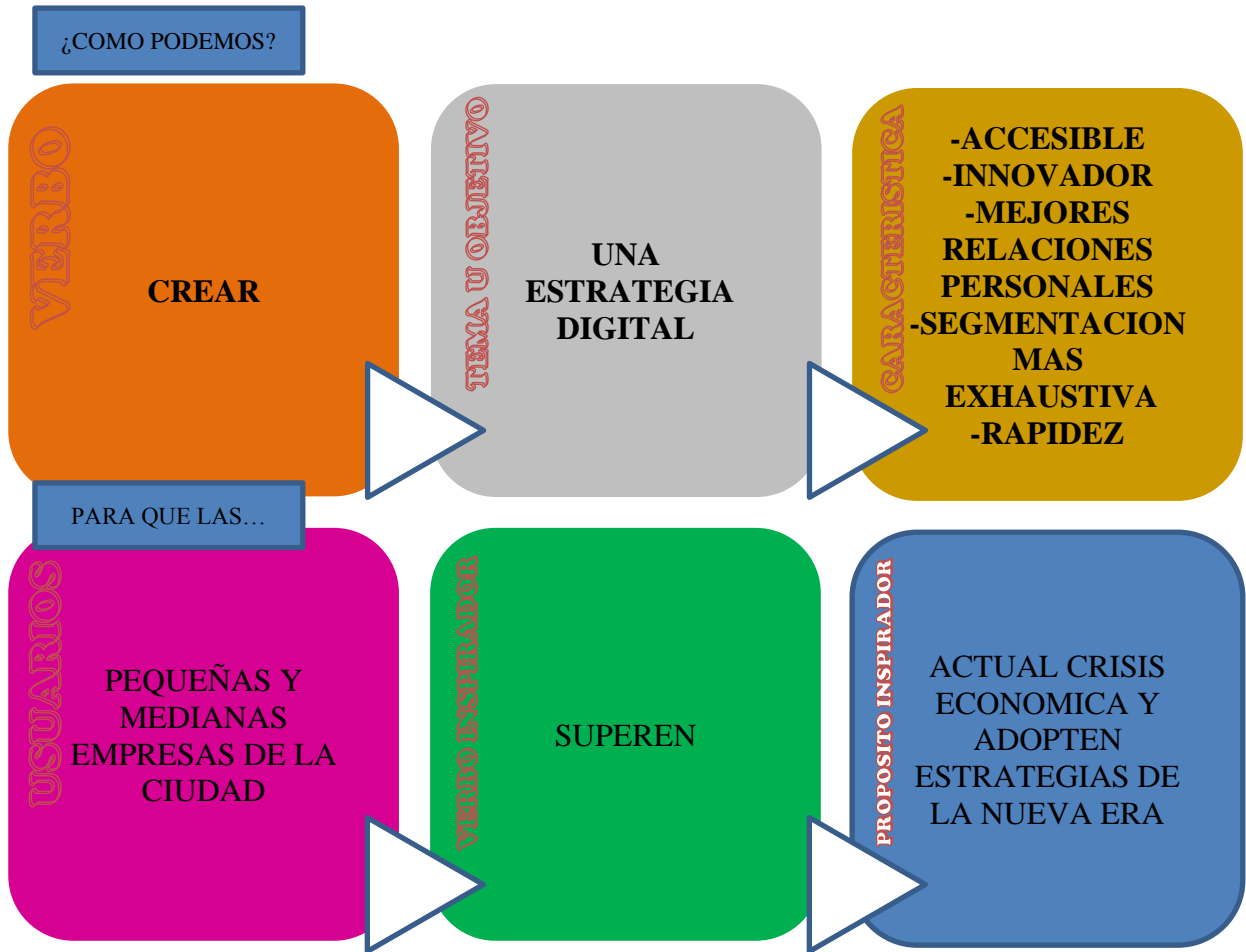 ¿COMO PODEMOS?
VERBO
CREAR
TEMA U OBJETIVO
UNA
ESTRATEGIA
DIGITAL
CARACTERISTICA
-ACCESIBLE
-INNOVADOR
-MEJORES
RELACIONES
PERSONALES
-SEGMENTACION
MAS
EXHAUSTIVA
-RAPIDEZ
PARA QUE LAS…
USUARIOS
PEQUEÑAS Y
MEDIANAS
EMPRESAS DE LA
CIUDAD
VERBO INSPIRADOR
SUPEREN
PROPOSITO INSPIRADOR
ACTUAL CRISIS
ECONOMICA Y
ADOPTEN
ESTRATEGIAS DE
LA NUEVA ERA